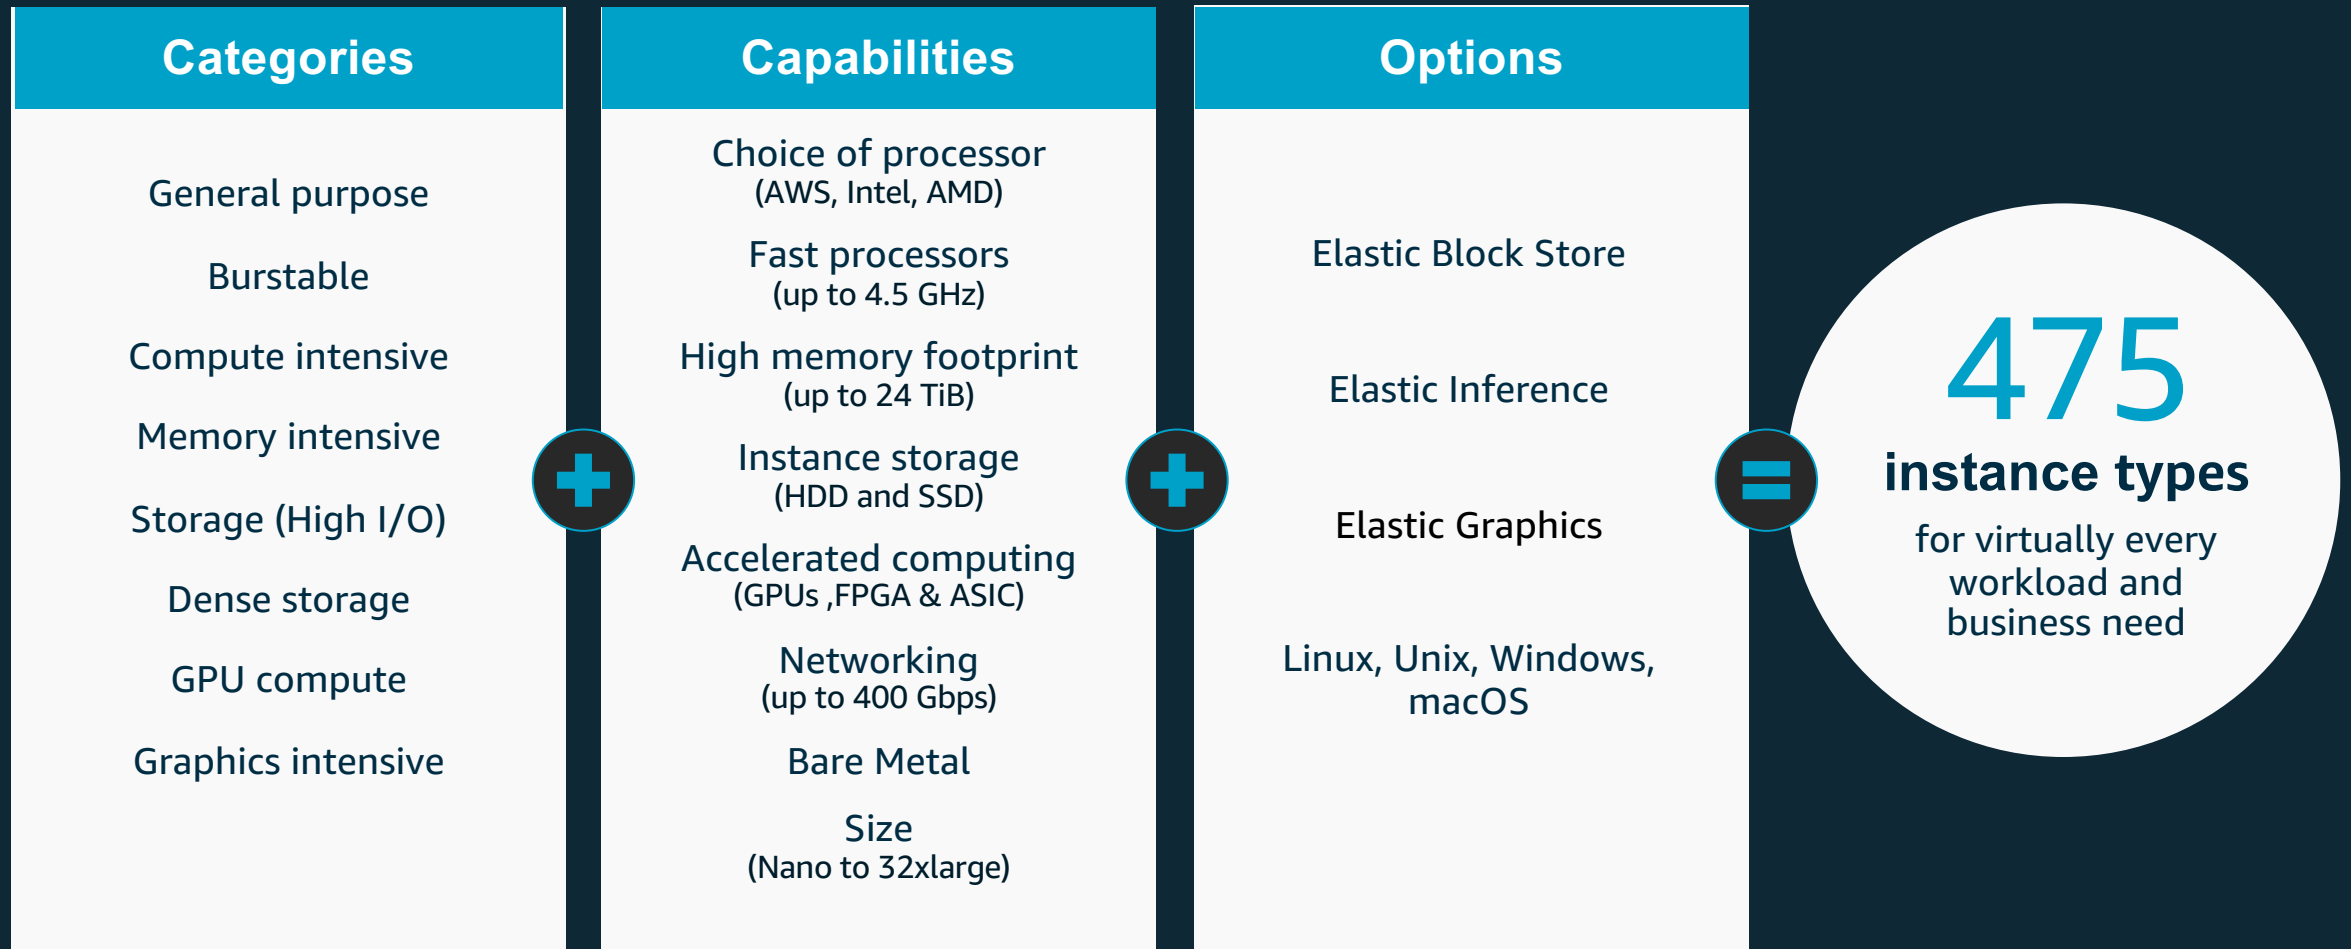 Categories
General purpose
Burstable
Compute intensive
Memory intensive
Storage (High I/O)
Dense storage
GPU compute
Graphics intensive
Capabilities
Choice of processor
(AWS, Intel, AMD)
Fast processors
(up to 4.5 GHz)
High memory footprint
(up to 24 TiB)
Instance storage
(HDD and SSD)
Accelerated computing
(GPUs ,FPGA & ASIC)
Networking
(up to 400 Gbps)
Bare Metal
Size
(Nano to 32xlarge)
Options
Elastic Block Store
Elastic Inference
Elastic Graphics
Linux, Unix, Windows,
macOS
475
instance types
for virtually every
workload and
business need